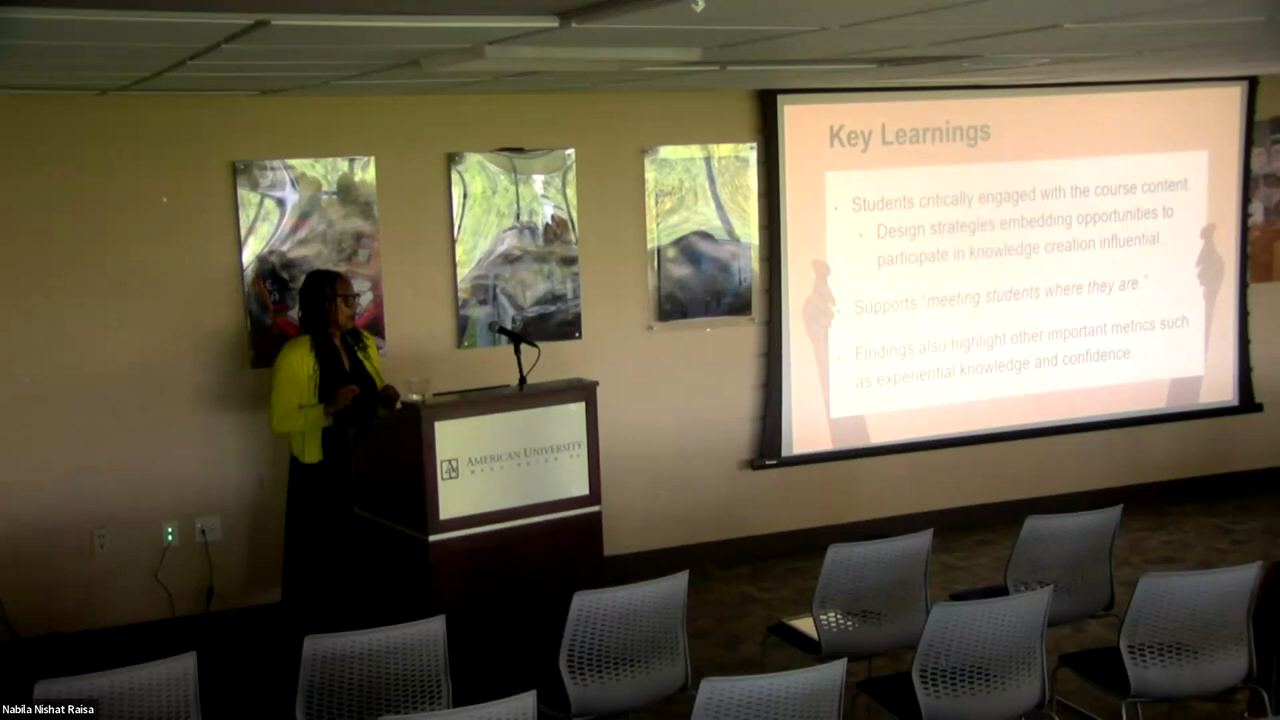 Key Learnings
Students critically engaged with the course content.
Design strategies embedding opportunities to
participate in knowledge creation influential.
Supports "meeting students where they are."
Findings also highlight other important metrics such
as experiential knowledge and confidence.
AMERICAN UNIVERSITY
WASHINGTON DC
Nabila Nishat Raisa